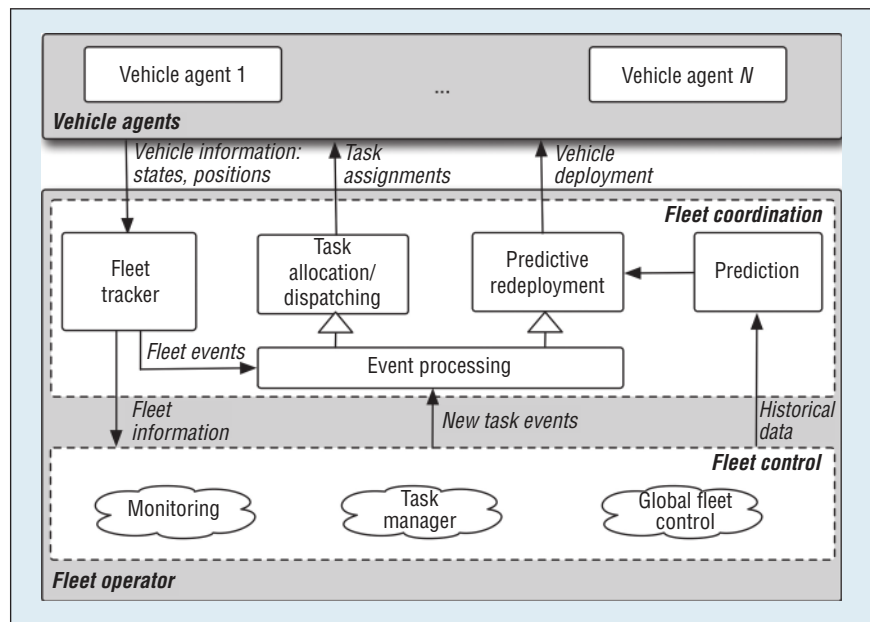 Vehicle agent 1
...
Vehicle agent N
Vehicle agents
Vehicle information:
states, positions
Task
assignments
Vehicle
deployment
Fleet coordination
Fleet
tracker
Task
allocation/
dispatching
Predictive
redeployment
Prediction
Fleet events
Event processing
Fleet
information
New task events
Historical
data
Fleet control
Monitoring
Task
manager
Global fleet
control
Fleet operator